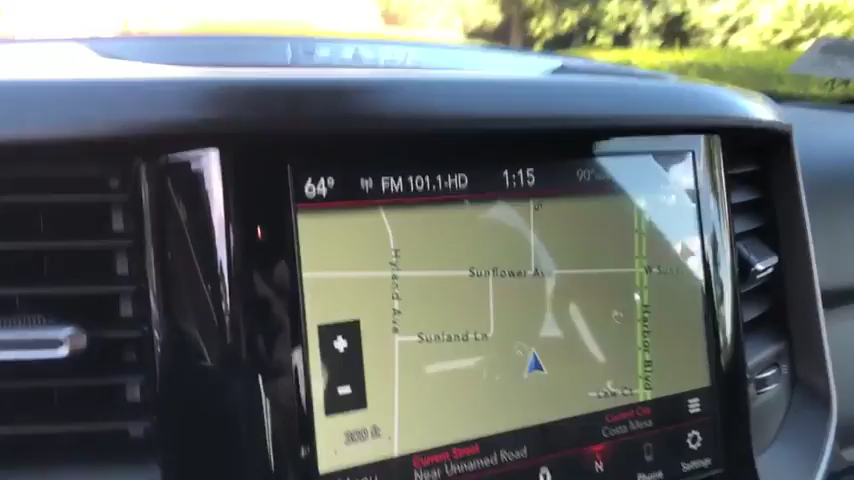 64° FM 101.1-HD 1:15 90°
Hyland Ave
Sunflower Av
Sunland Ln
Harbor Blvd
300 ft
Current Street
Near Unnamed Road
Current City
Costa Mesa
N
Phone
Settings